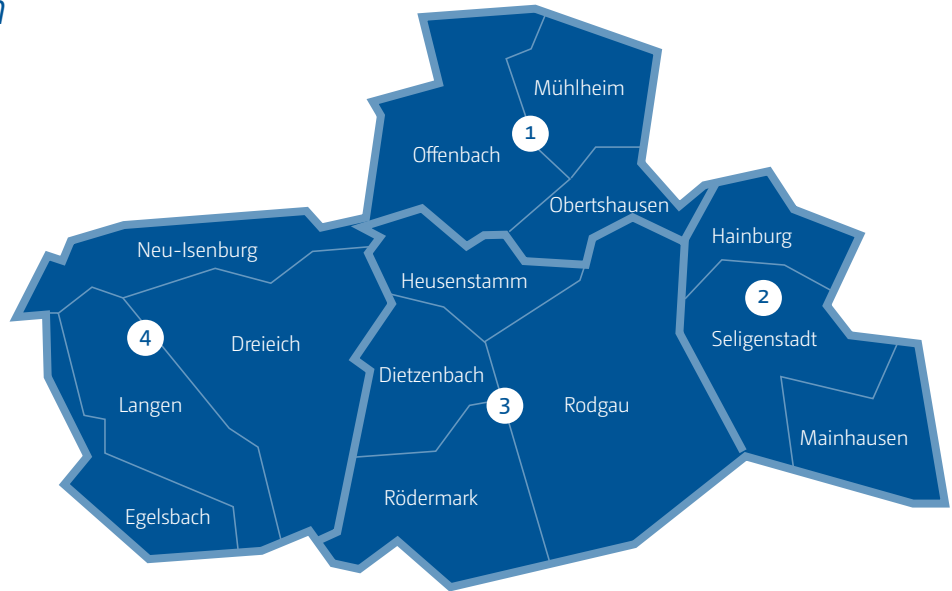 Mühlheim
1
Offenbach
Obertshausen
Hainburg
Neu-Isenburg
Heusenstamm
2
4
Seligenstadt
Dreieich
Dietzenbach
Langen
3
Rodgau
Mainhausen
Rödermark
Egelsbach